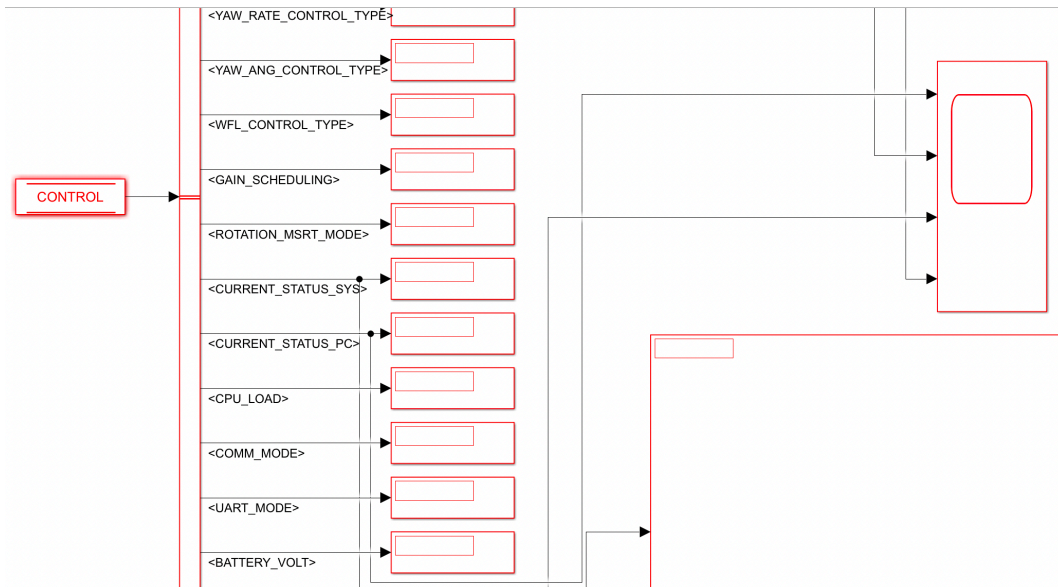 <YAW_RATE_CONTROL_TYPE>
<YAW_ANG_CONTROL_TYPE>
<WFL_CONTROL_TYPE>
<GAIN_SCHEDULING>
CONTROL
<ROTATION_MSRT_MODE>
<CURRENT_STATUS_SYS>
<CURRENT_STATUS_PC>
<CPU_LOAD>
<COMM_MODE>
<UART_MODE>
<BATTERY_VOLT>